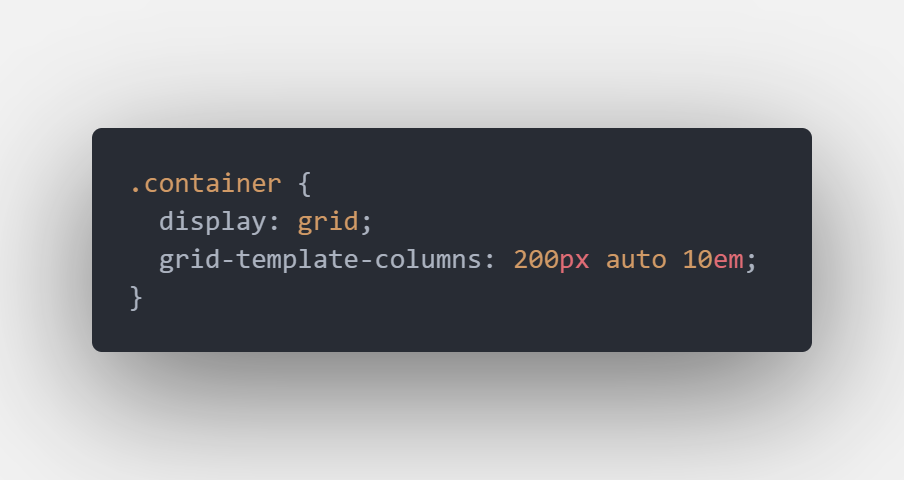 .container {
  display: grid;
  grid-template-columns: 200px auto 10em;
}